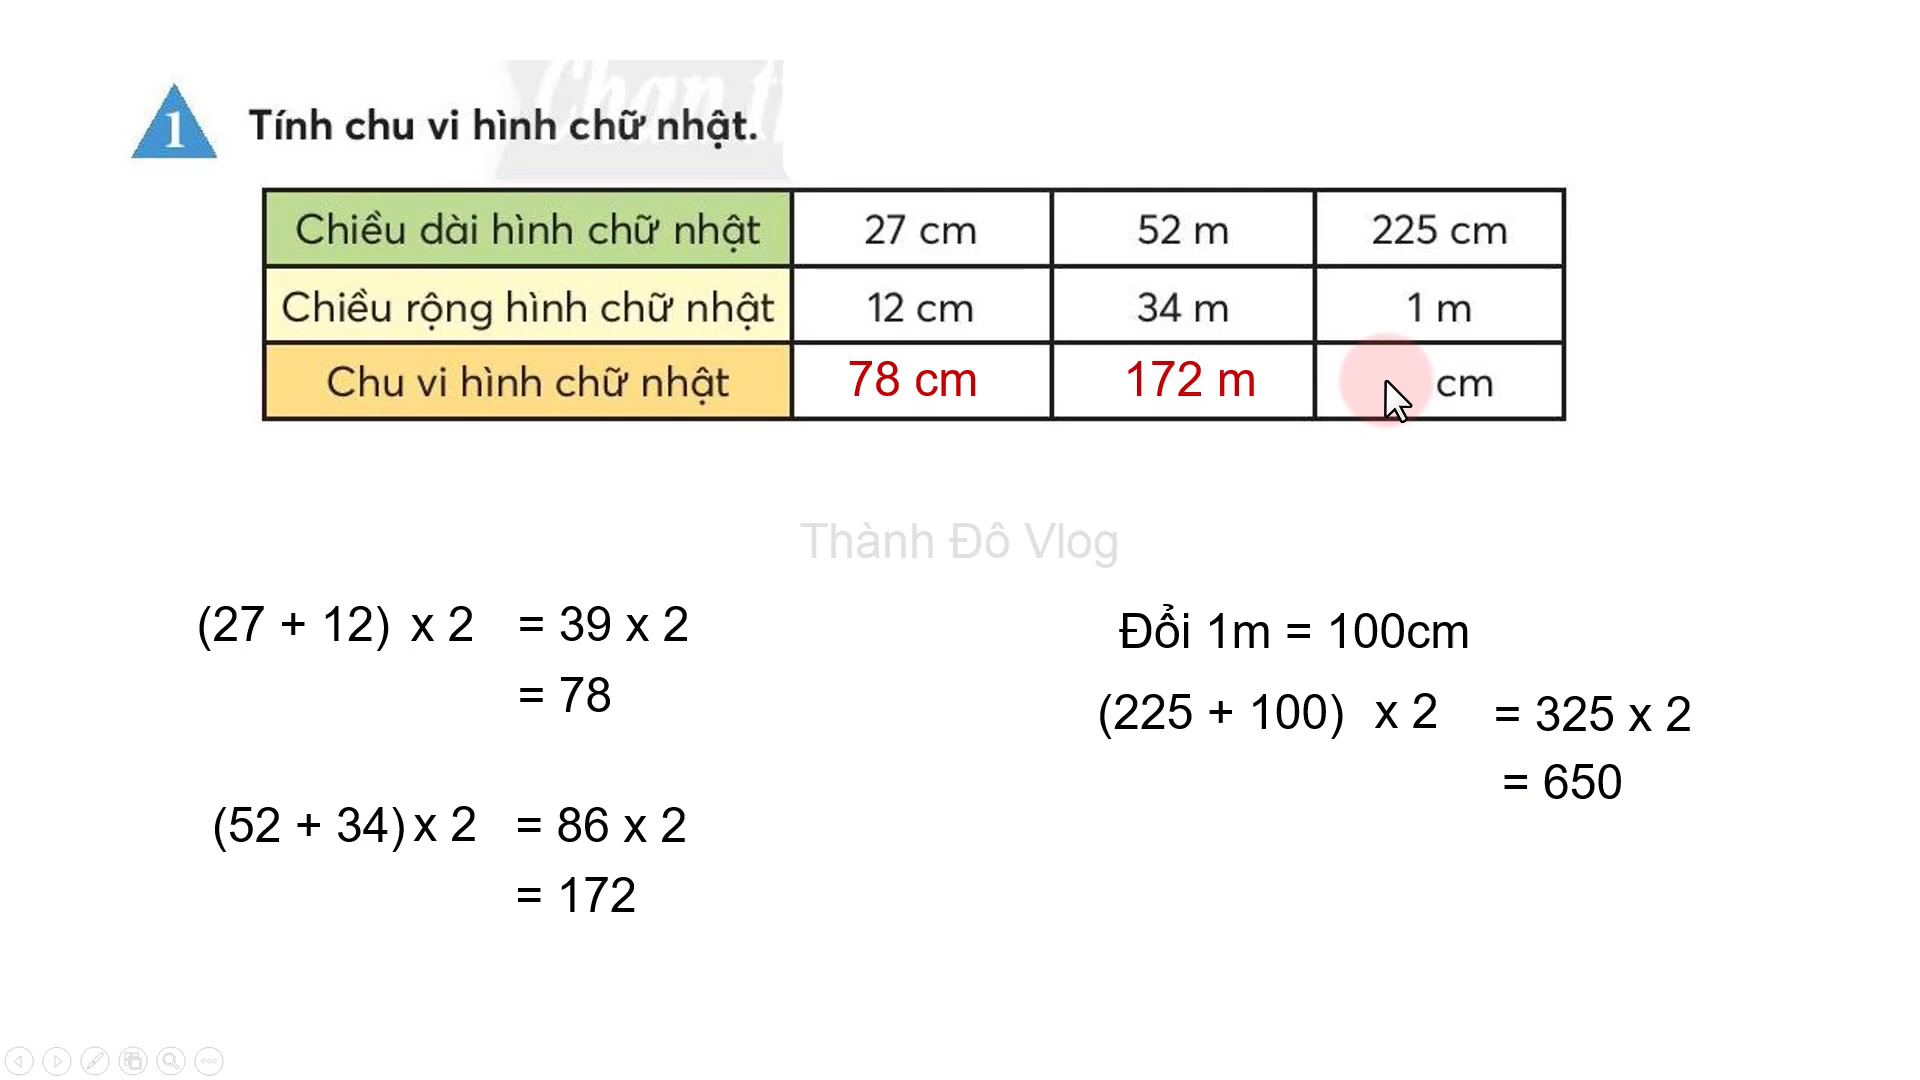 Chan t
1 Tính chu vi hình chữ nhật.
Chiều dài hình chữ nhật 27 cm 52 m 225 cm
Chiều rộng hình chữ nhật 12 cm 34 m 1 m
Chu vi hình chữ nhật 78 cm 172 m cm
Thành Đô Vlog
(27 + 12) x 2 = 39 x 2
= 78
(52 + 34) x 2 = 86 x 2
= 172
Đổi 1m = 100cm
(225 + 100) x 2 = 325 x 2
= 650